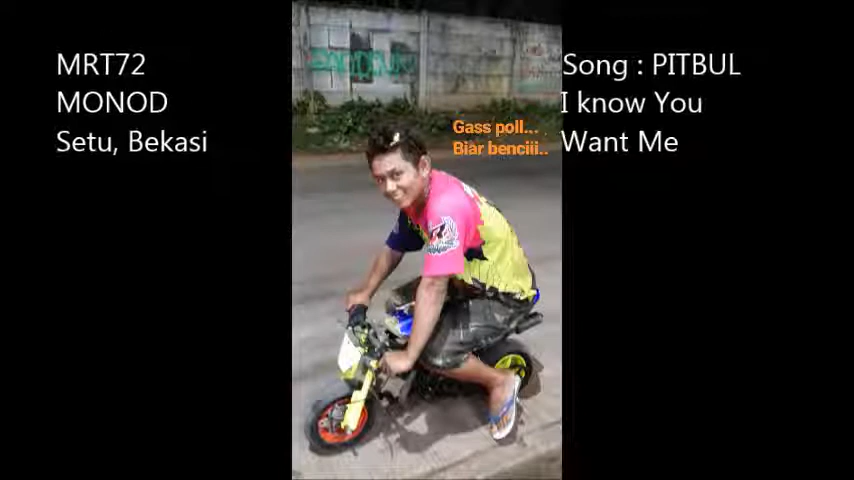 MRT72
MONOD
Setu, Bekasi
Gass poll...
Biar benciii..
Song : PITBUL
I know You
Want Me